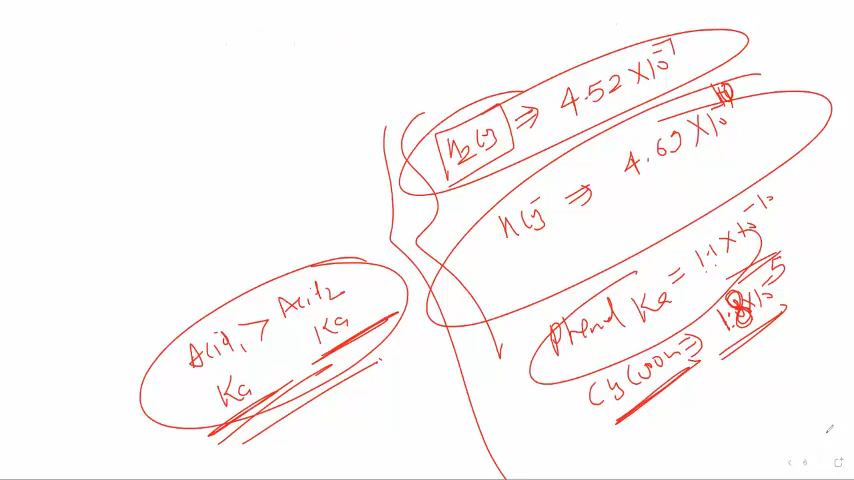 H₂CO₃ ⇒ 4.52 × 10⁻⁷
HCO₃⁻ ⇒ 4.69 × 10
Phenol Ka = 1.1 × 10⁻¹⁰
CH₃COOH ⇒ 1.8 × 10⁻⁵
Acid₁ > Acid₂
Ka Ka